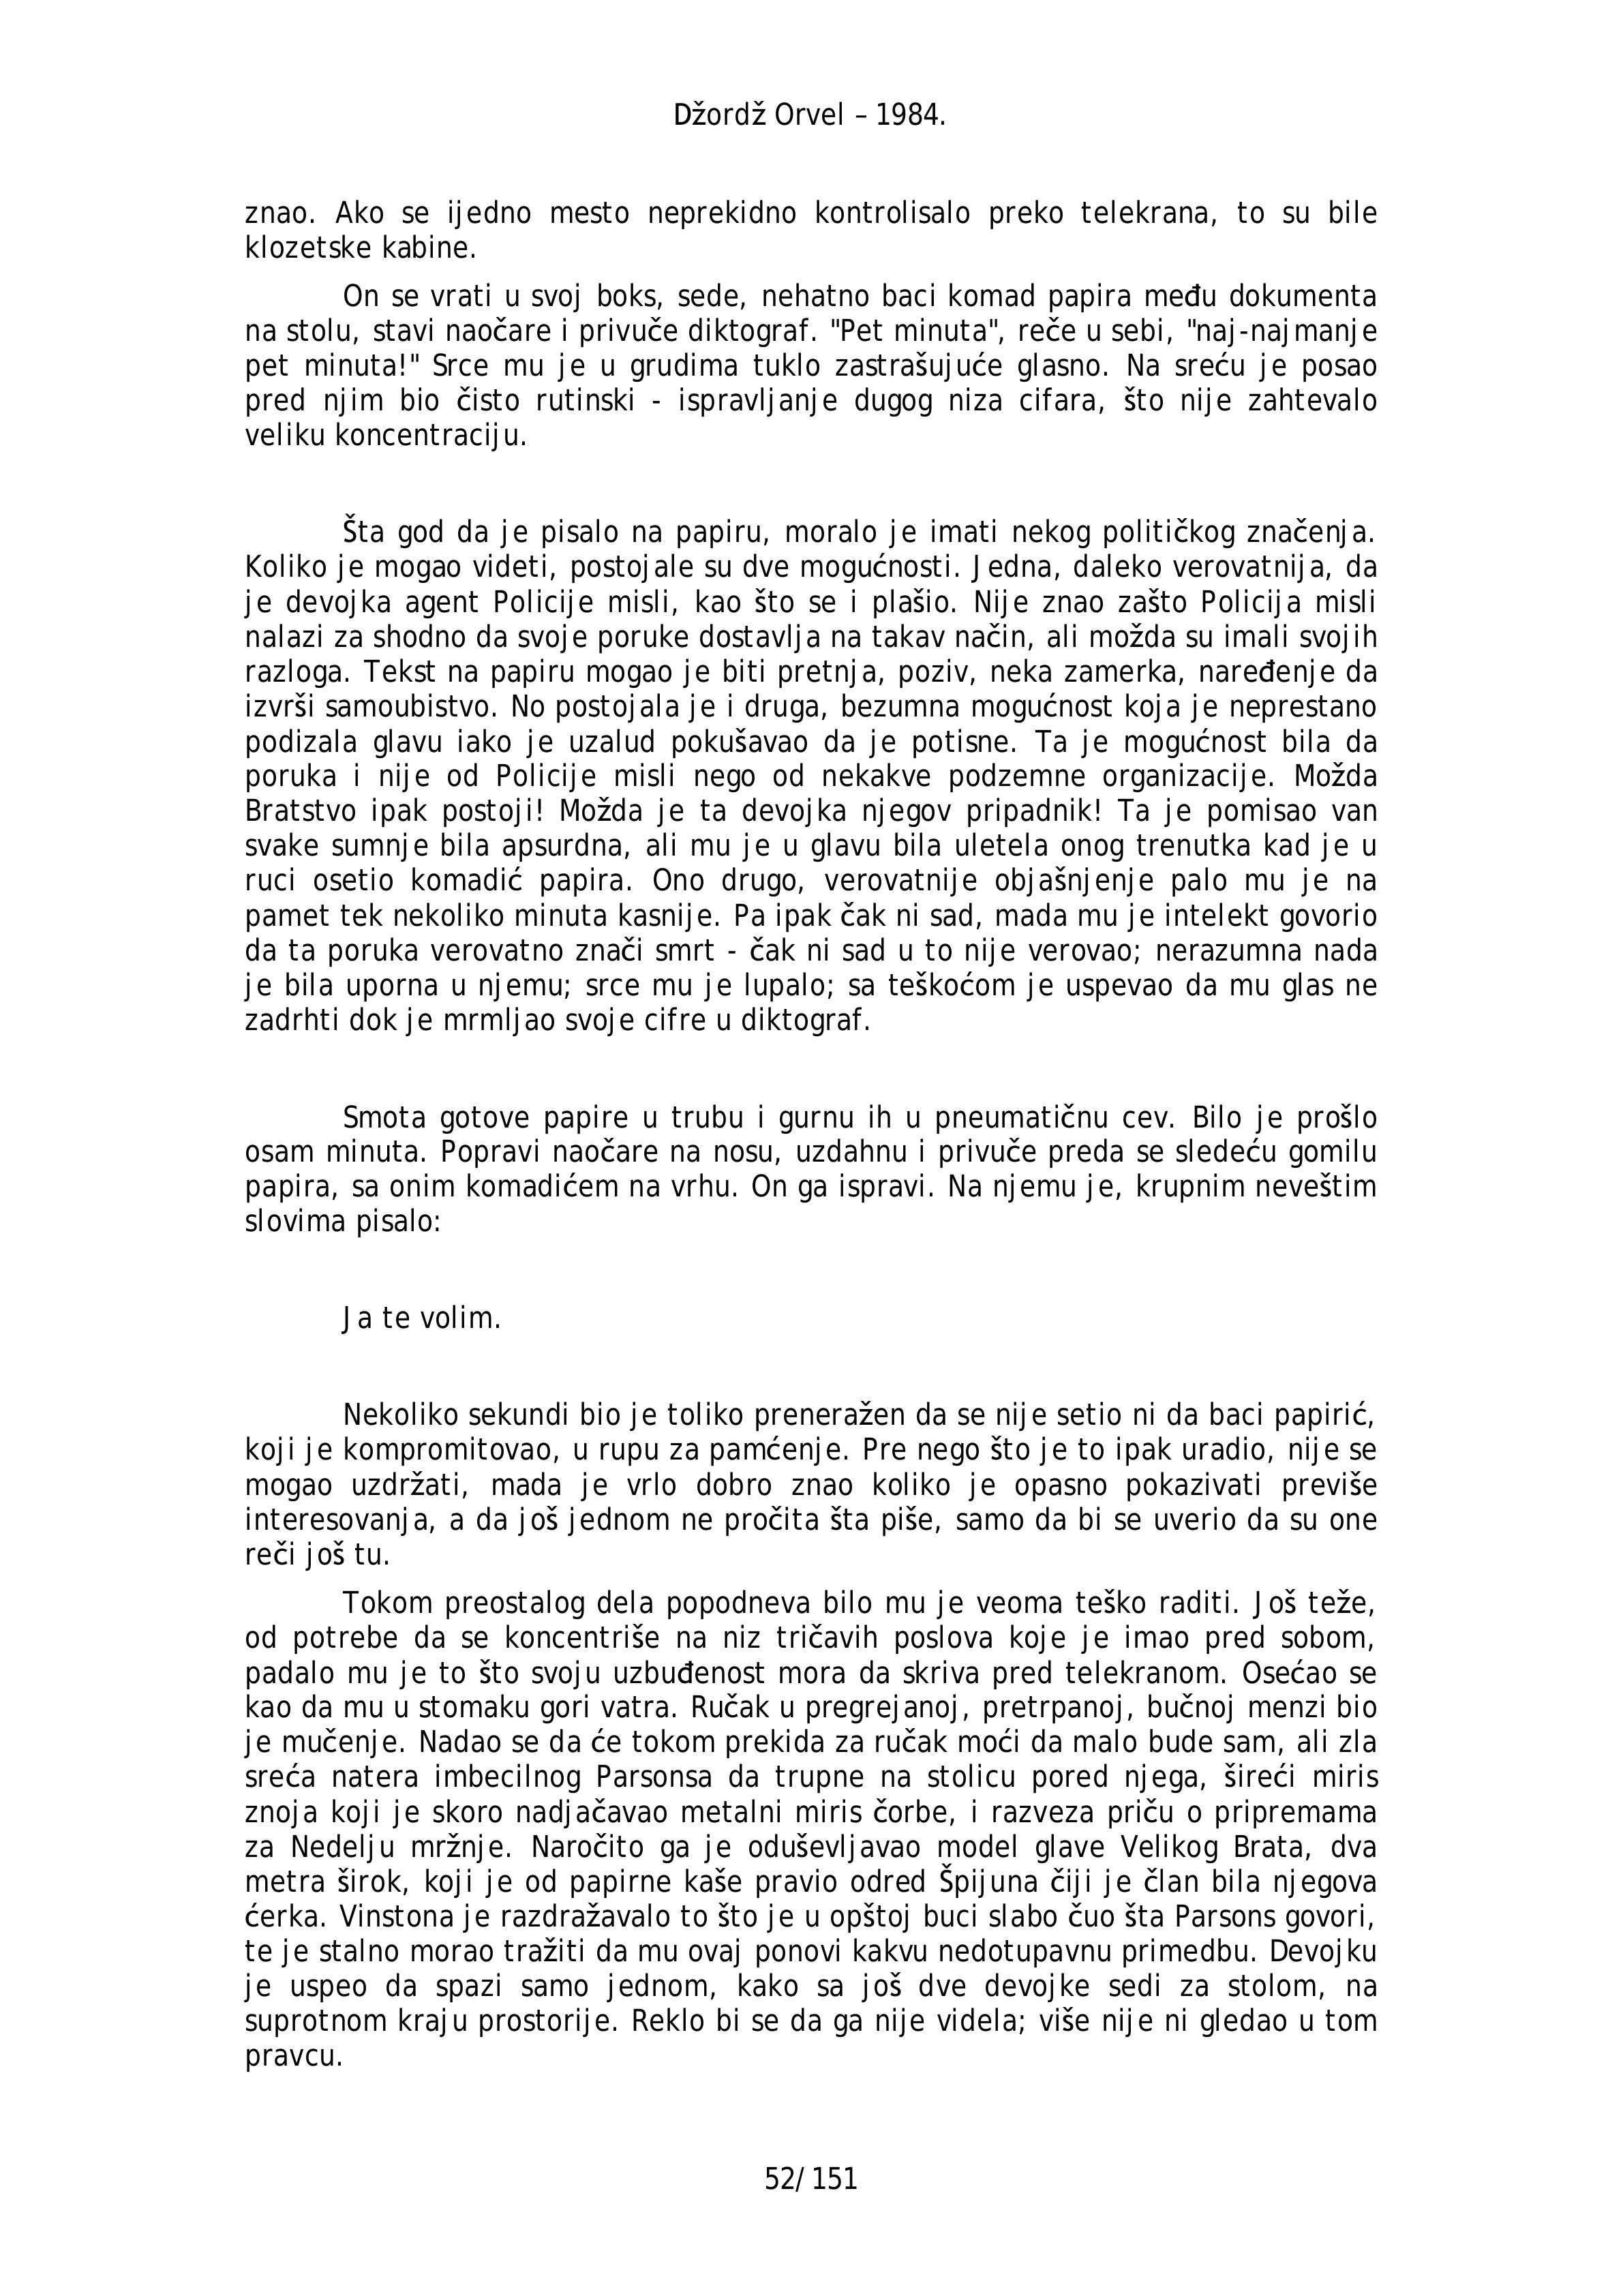 Džordž Orvel – 1984.
znao. Ako se ijedno mesto neprekidno kontrolisalo preko telekrana, to su bile
klozetske kabine.
On se vrati u svoj boks, sede, nehatno baci komad papira među dokumenta
na stolu, stavi naočare i privuče diktograf. "Pet minuta", reče u sebi, "naj-najmanje
pet minuta!" Srce mu je u grudima tuklo zastrašujuće glasno. Na sreću je posao
pred njim bio čisto rutinski - ispravljanje dugog niza cifara, što nije zahtevalo
veliku koncentraciju.
Šta god da je pisalo na papiru, moralo je imati nekog političkog značenja.
Koliko je mogao videti, postojale su dve mogućnosti. Jedna, daleko verovatnija, da
je devojka agent Policije misli, kao što se i plašio. Nije znao zašto Policija misli
nalazi za shodno da svoje poruke dostavlja na takav način, ali možda su imali svojih
razloga. Tekst na papiru mogao je biti pretnja, poziv, neka zamerka, naređenje da
izvrši samoubistvo. No postojala je i druga, bezumna mogućnost koja je neprestano
podizala glavu iako je uzalud pokušavao da je potisne. Ta je mogućnost bila da
poruka i nije od Policije misli nego od nekakve podzemne organizacije. Možda
Bratstvo ipak postoji! Možda je ta devojka njegov pripadnik! Ta je pomisao van
svake sumnje bila apsurdna, ali mu je u glavu bila uletela onog trenutka kad je u
ruci osetio komadić papira. Ono drugo, verovatnije objašnjenje palo mu je na
pamet tek nekoliko minuta kasnije. Pa ipak čak ni sad, mada mu je intelekt govorio
da ta poruka verovatno znači smrt - čak ni sad u to nije verovao; nerazumna nada
je bila uporna u njemu; srce mu je lupalo; sa teškoćom je uspevao da mu glas ne
zadrhti dok je mrmljao svoje cifre u diktograf.
Smota gotove papire u trubu i gurnu ih u pneumatičnu cev. Bilo je prošlo
osam minuta. Popravi naočare na nosu, uzdahnu i privuče preda se sledeću gomilu
papira, sa onim komadićem na vrhu. On ga ispravi. Na njemu je, krupnim neveštim
slovima pisalo:
Ja te volim.
Nekoliko sekundi bio je toliko preneražen da se nije setio ni da baci papirić,
koji je kompromitovao, u rupu za pamćenje. Pre nego što je to ipak uradio, nije se
mogao uzdržati, mada je vrlo dobro znao koliko je opasno pokazivati previše
interesovanja, a da još jednom ne pročita šta piše, samo da bi se uverio da su one
reči još tu.
Tokom preostalog dela popodneva bilo mu je veoma teško raditi. Još teže,
od potrebe da se koncentriše na niz tričavih poslova koje je imao pred sobom,
padalo mu je to što svoju uzbuđenost mora da skriva pred telekranom. Osećao se
kao da mu u stomaku gori vatra. Ručak u pregrejanoj, pretrpanoj, bučnoj menzi bio
je mučenje. Nadao se da će tokom prekida za ručak moći da malo bude sam, ali zla
sreća natera imbecilnog Parsonsa da trupne na stolicu pored njega, šireći miris
znoja koji je skoro nadjačavao metalni miris čorbe, i razveza priču o pripremama
za Nedelju mržnje. Naročito ga je oduševljavao model glave Velikog Brata, dva
metra širok, koji je od papirne kaše pravio odred Špijuna čiji je član bila njegova
ćerka. Vinstona je razdražavalo to što je u opštoj buci slabo čuo šta Parsons govori,
te je stalno morao tražiti da mu ovaj ponovi kakvu nedotupavnu primedbu. Devojku
je uspeo da spazi samo jednom, kako sa još dve devojke sedi za stolom, na
suprotnom kraju prostorije. Reklo bi se da ga nije videla; više nije ni gledao u tom
pravcu.
52/151